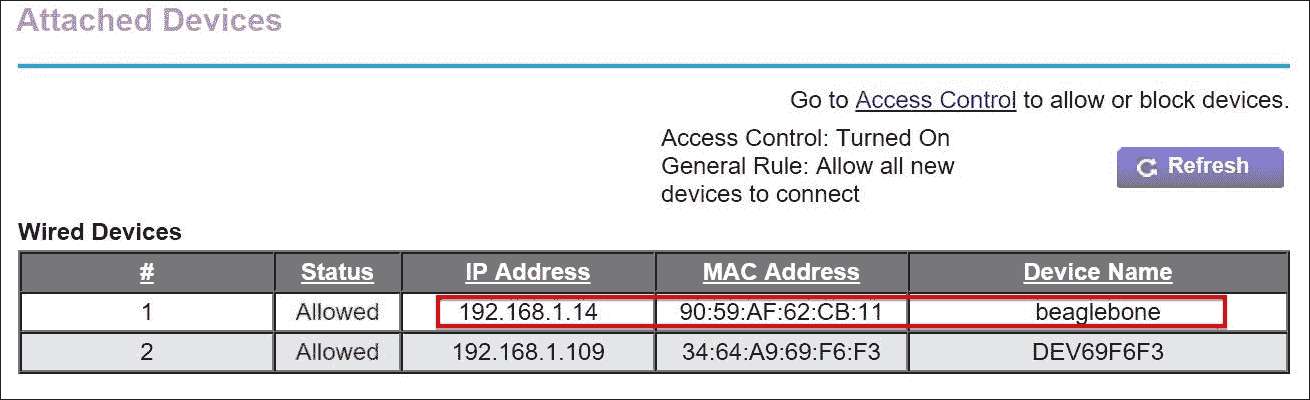 Attached Devices
Go to Access Control to allow or block devices.
Access Control: Turned On
General Rule: Allow all new
devices to connect
Refresh
Wired Devices
# Status IP Address MAC Address Device Name
1 Allowed 192.168.1.14 90:59:AF:62:CB:11 beaglebone
2 Allowed 192.168.1.109 34:64:A9:69:F6:F3 DEV69F6F3